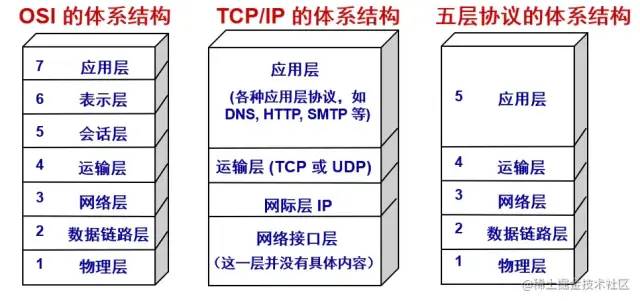 OSI 的体系结构
7 应用层
6 表示层
5 会话层
4 运输层
3 网络层
2 数据链路层
1 物理层
TCP/IP 的体系结构
应用层
(各种应用层协议，如
DNS, HTTP, SMTP 等)
运输层 (TCP 或 UDP)
网际层 IP
网络接口层
(这一层并没有具体内容)
五层协议的体系结构
5 应用层
4 运输层
3 网络层
2 数据链路层
1 物理层
@稀土掘金技术社区